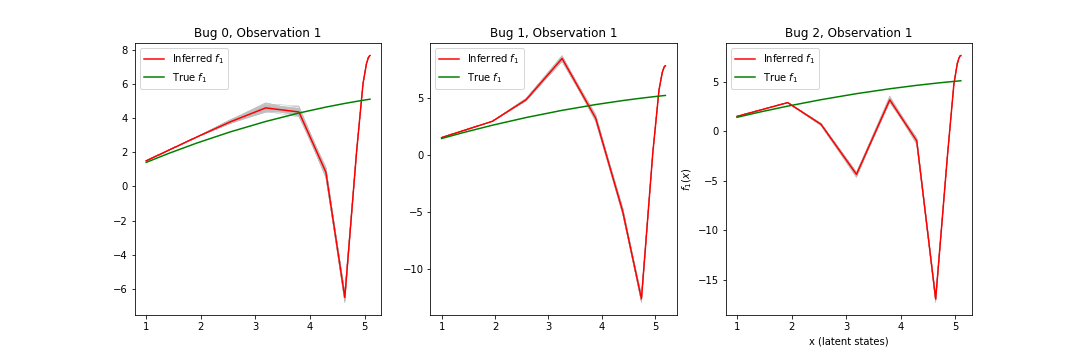 Bug 0, Observation 1
Inferred f₁
True f₁
8
6
4
2
0
−2
−4
−6
1
2
3
4
5
Bug 1, Observation 1
Inferred f₁
True f₁
5
0
−5
−10
1
2
3
4
5
Bug 2, Observation 1
Inferred f₁
True f₁
f₁(x)
5
0
−5
−10
−15
1
2
3
4
5
x (latent states)